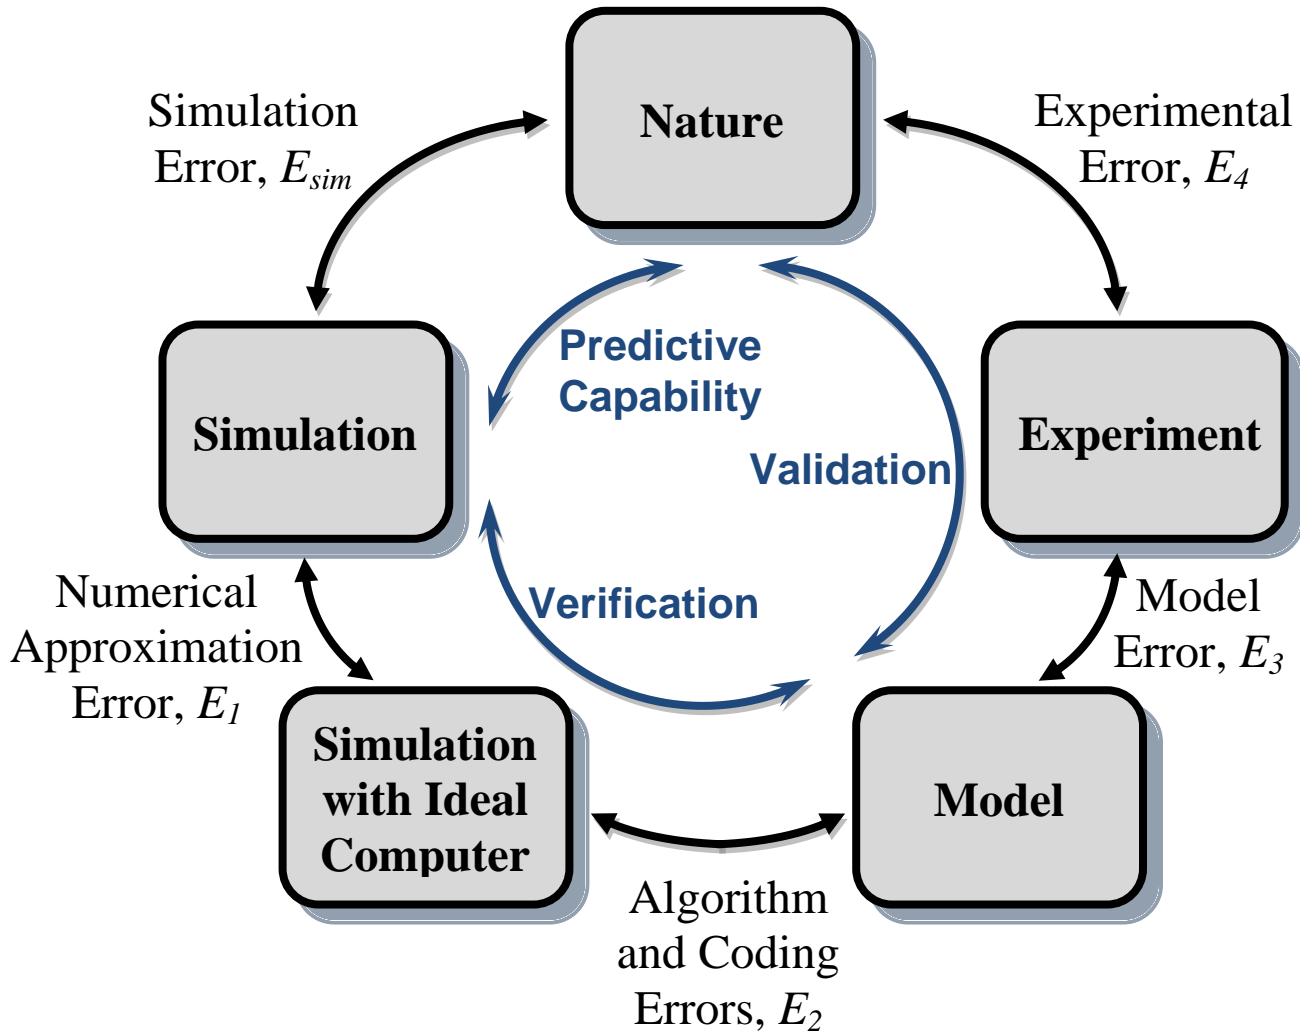 Nature
Simulation
Error, E_sim
Experimental
Error, E_4
Predictive
Capability
Simulation
Validation
Experiment
Verification
Numerical
Approximation
Error, E_1
Model
Error, E_3
Simulation
with Ideal
Computer
Model
Algorithm
and Coding
Errors, E_2